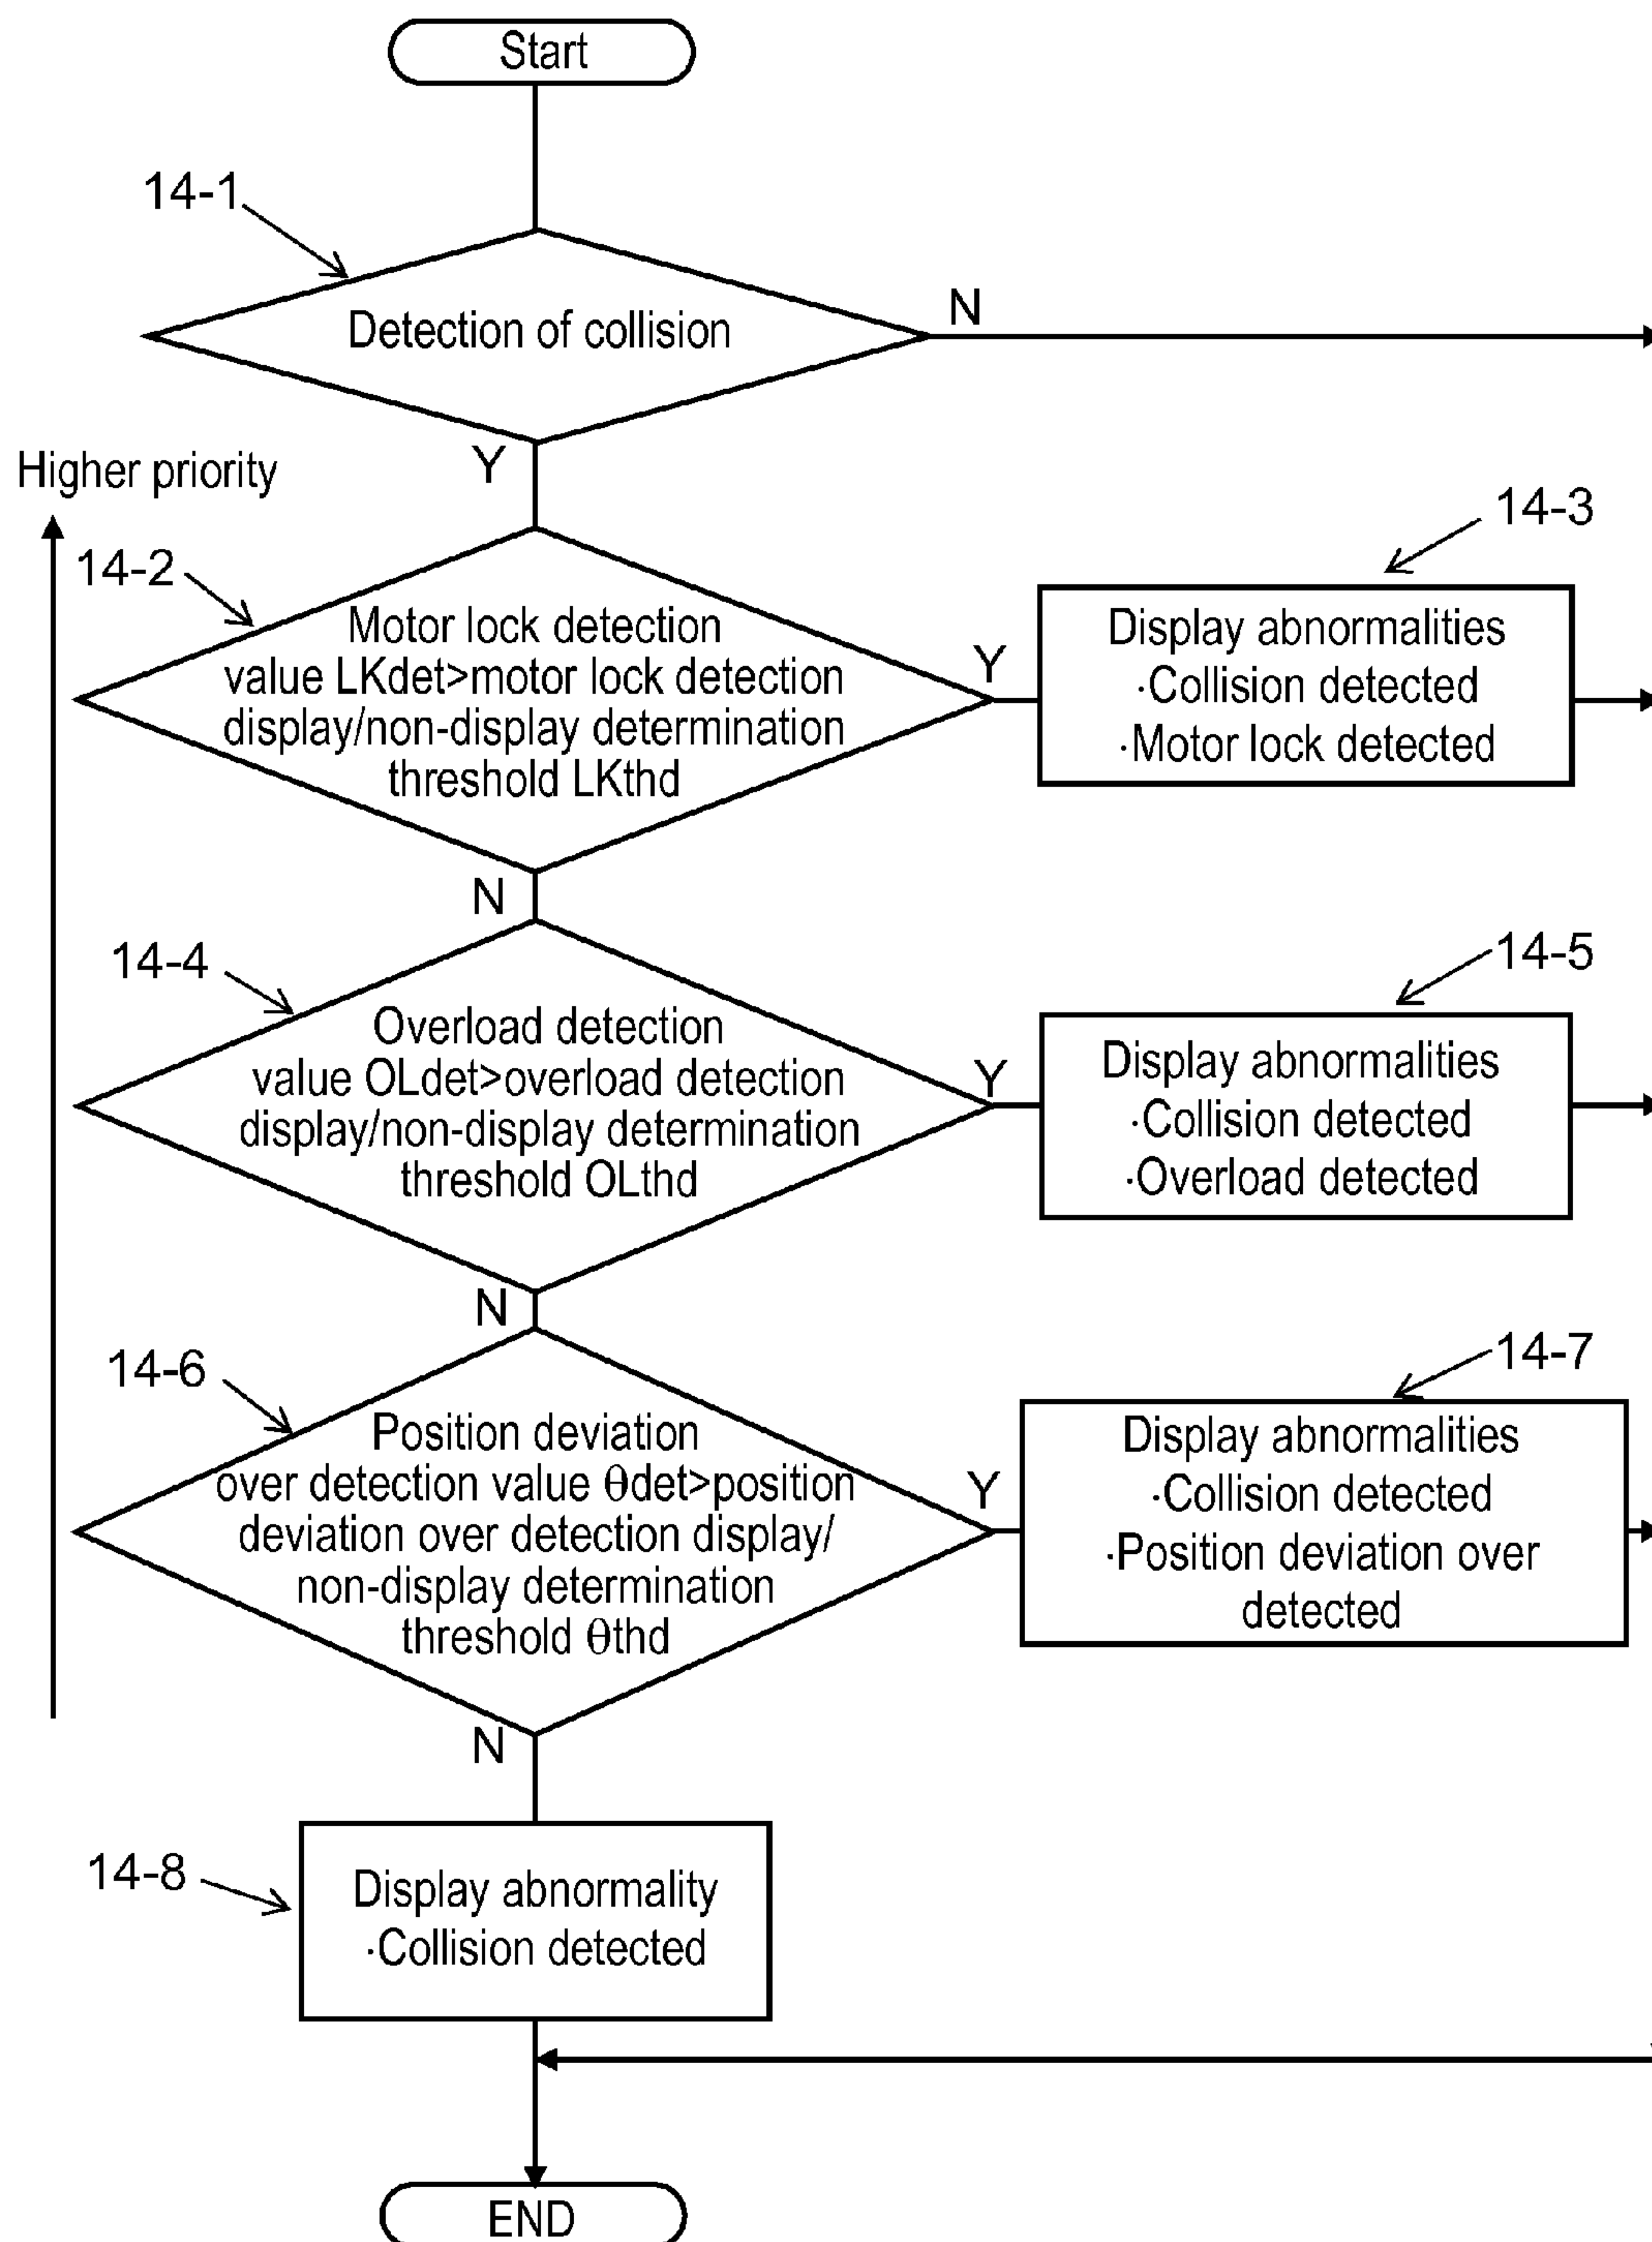 Start
14-1
Detection of collision
N
Y
Higher priority
14-2
Motor lock detection
value LKdet>motor lock detection
display/non-display determination
threshold LKthd
Y
14-3
Display abnormalities
·Collision detected
·Motor lock detected
N
14-4
Overload detection
value OLdet>overload detection
display/non-display determination
threshold OLthd
Y
14-5
Display abnormalities
·Collision detected
·Overload detected
N
14-6
Position deviation
over detection value θdet>position
deviation over detection display/
non-display determination
threshold θthd
Y
14-7
Display abnormalities
·Collision detected
·Position deviation over
detected
N
14-8
Display abnormality
·Collision detected
END